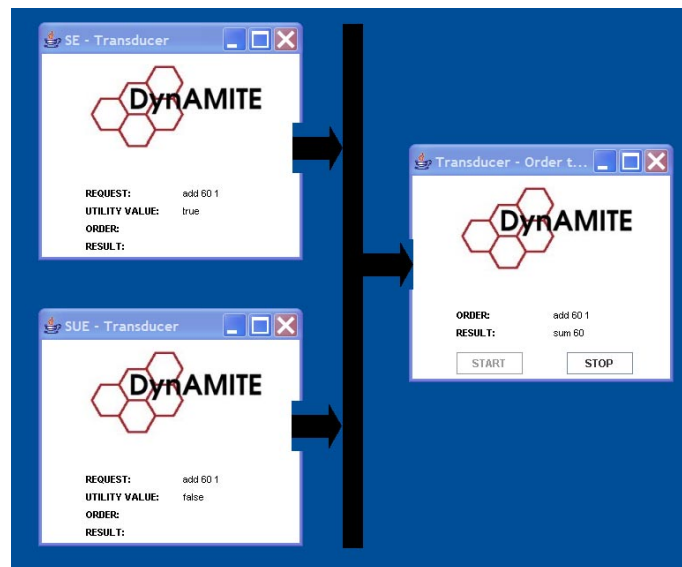 SE - Transducer
DynAMITE
REQUEST: add 60 1
UTILITY VALUE: true
ORDER:
RESULT:
SUE - Transducer
DynAMITE
REQUEST: add 60 1
UTILITY VALUE: false
ORDER:
RESULT:
Transducer - Order t...
DynAMITE
ORDER: add 60 1
RESULT: sum 60
START STOP